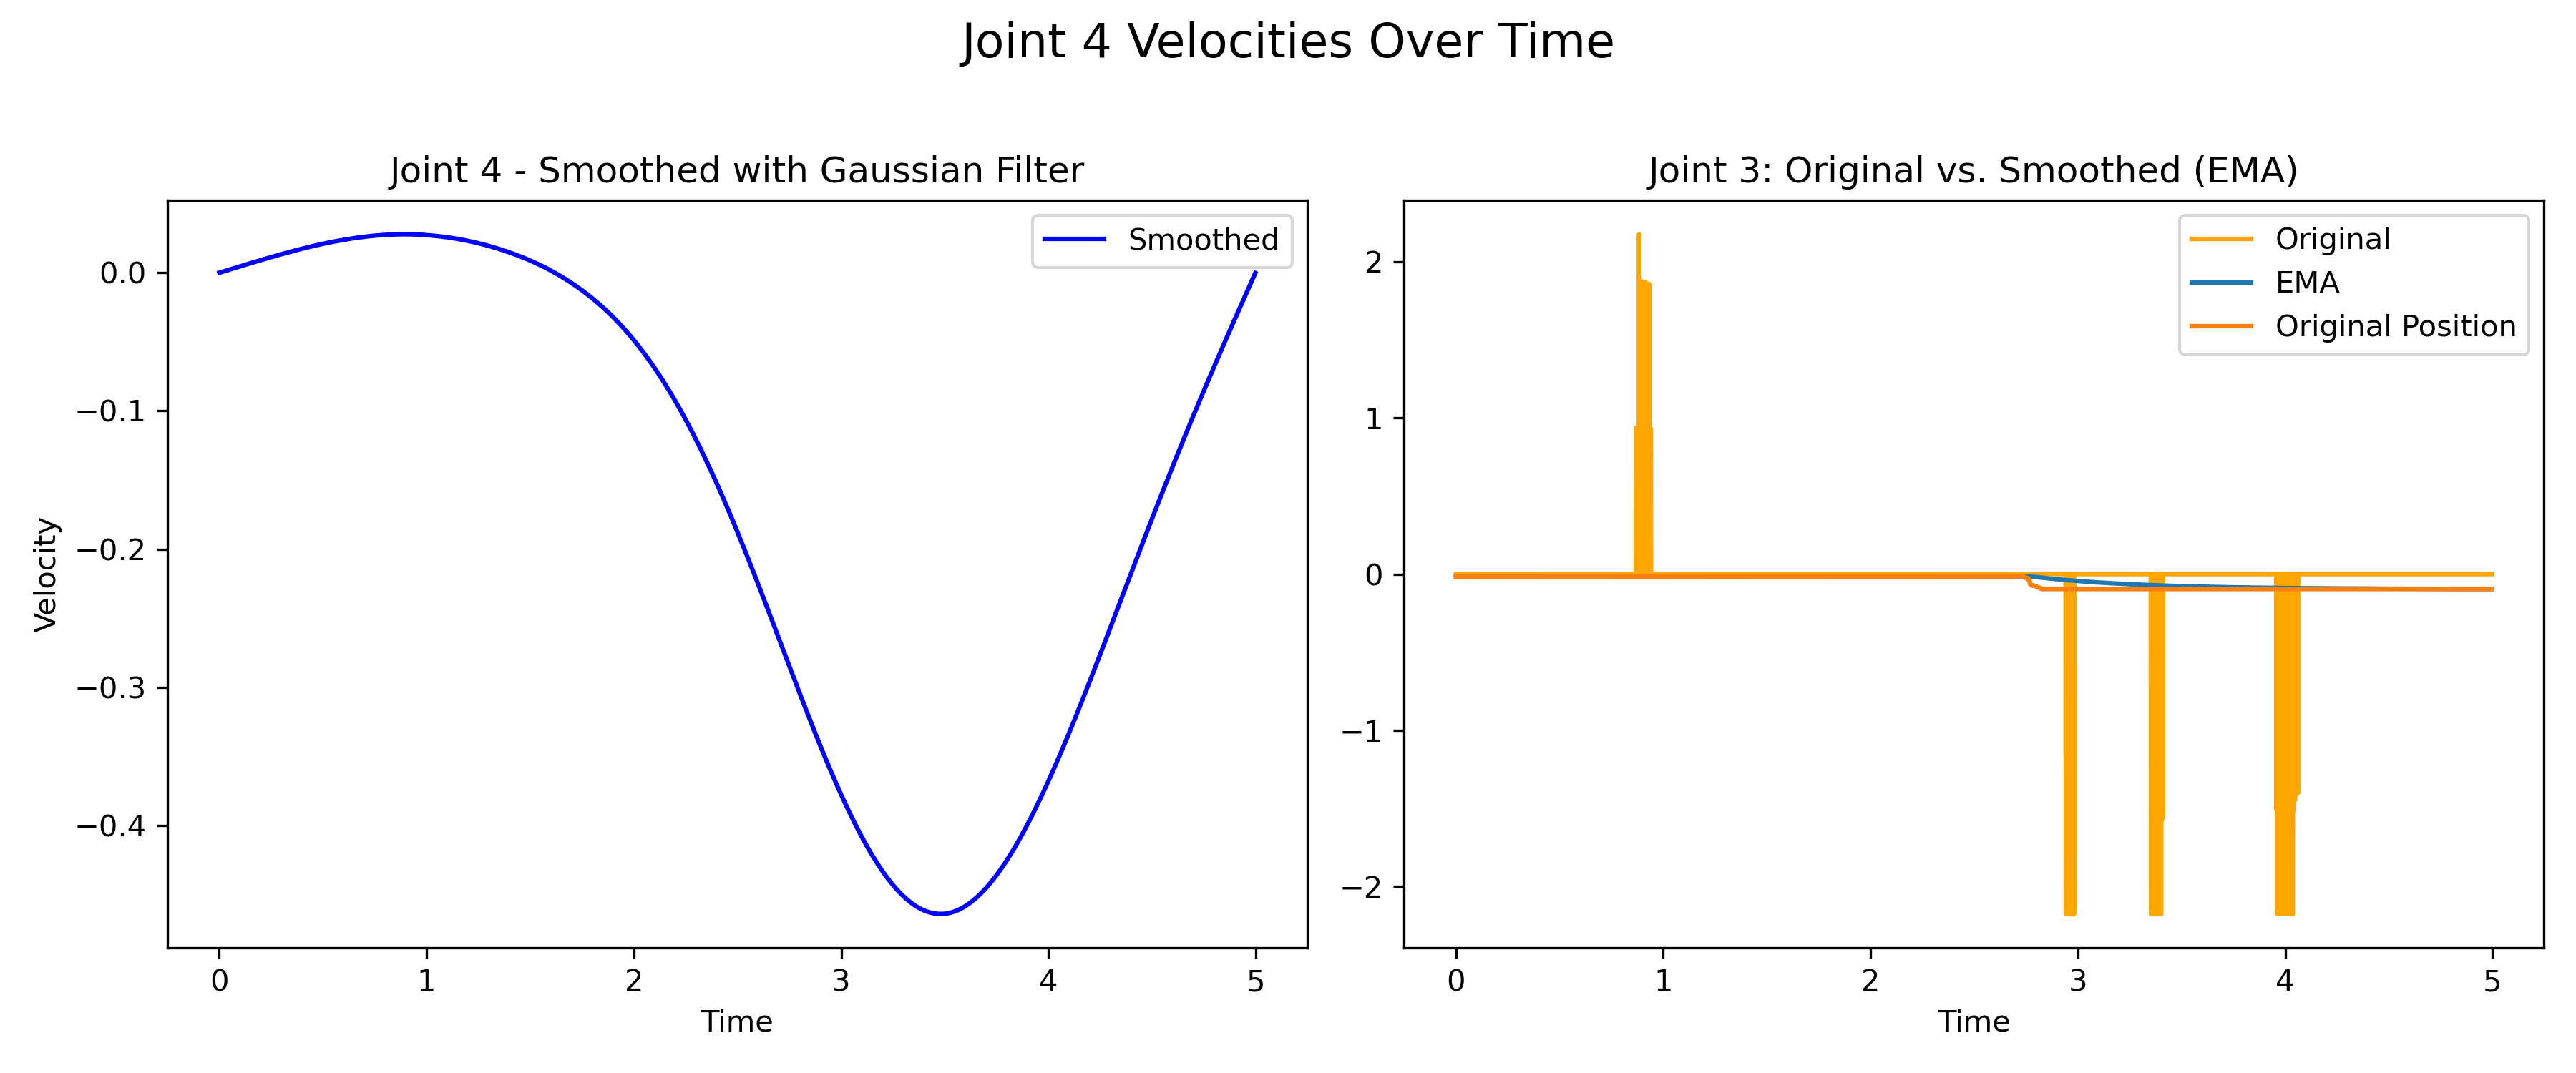 Joint 4 Velocities Over Time
Joint 4 - Smoothed with Gaussian Filter
Smoothed
0.0
−0.1
−0.2
−0.3
−0.4
Velocity
0 1 2 3 4 5
Time
Joint 3: Original vs. Smoothed (EMA)
Original
EMA
Original Position
2
1
0
−1
−2
0 1 2 3 4 5
Time